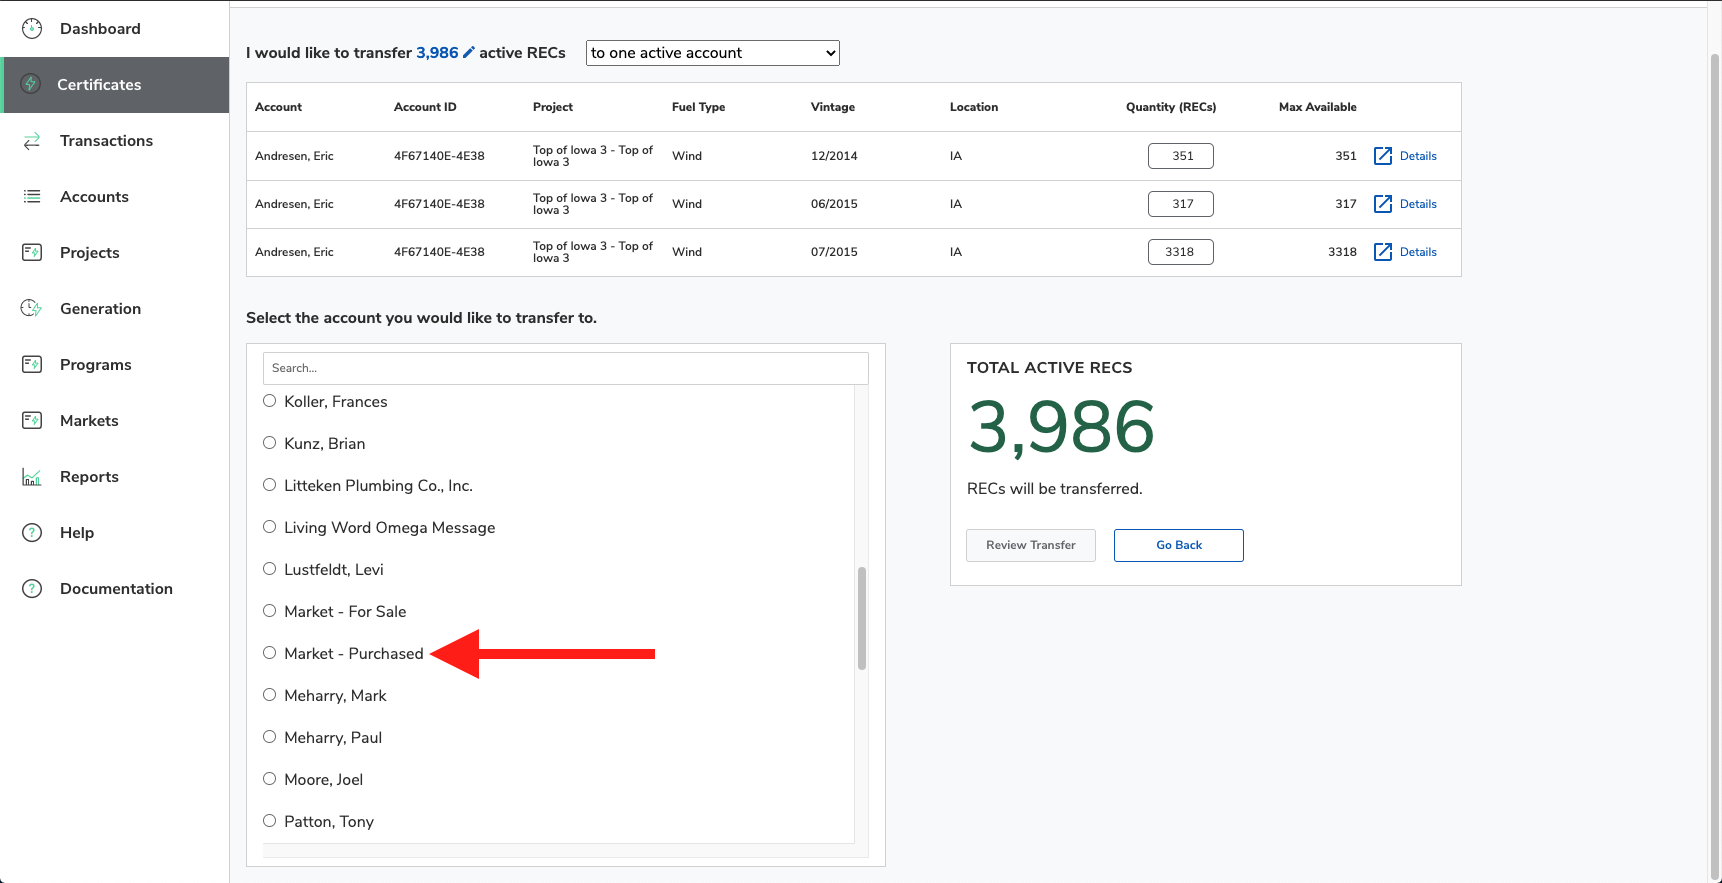 Dashboard
Certificates
Transactions
Accounts
Projects
Generation
Programs
Markets
Reports
Help
Documentation
I would like to transfer 3,986 active RECs to one active account
Account Account ID Project Fuel Type Vintage Location Quantity (RECs) Max Available
Andresen, Eric 4F67140E-4E38 Top of Iowa 3 - Top of Iowa 3 Wind 12/2014 IA 351 351 Details
Andresen, Eric 4F67140E-4E38 Top of Iowa 3 - Top of Iowa 3 Wind 06/2015 IA 317 317 Details
Andresen, Eric 4F67140E-4E38 Top of Iowa 3 - Top of Iowa 3 Wind 07/2015 IA 3318 3318 Details
Select the account you would like to transfer to.
Search...
Koller, Frances
Kunz, Brian
Litteken Plumbing Co., Inc.
Living Word Omega Message
Lustfeldt, Levi
Market - For Sale
Market - Purchased
Meharry, Mark
Meharry, Paul
Moore, Joel
Patton, Tony
TOTAL ACTIVE RECS
3,986
RECs will be transferred.
Review Transfer
Go Back